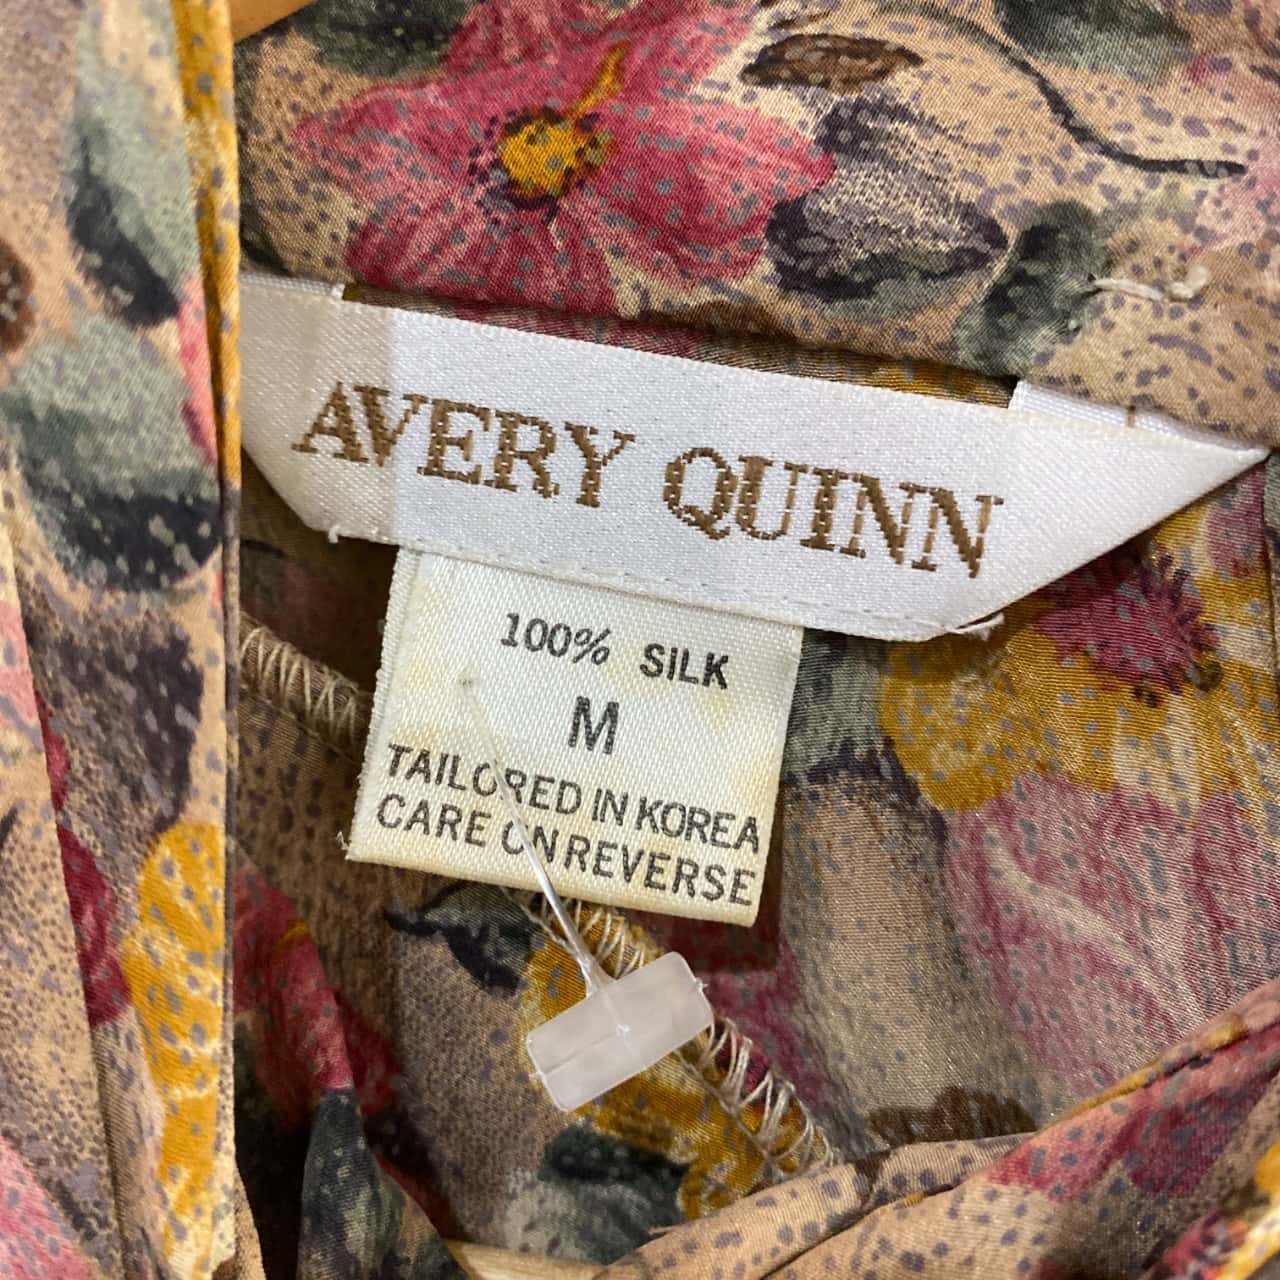 AVERY QUINN
100% SILK
M
TAILORED IN KOREA
CARE ON REVERSE